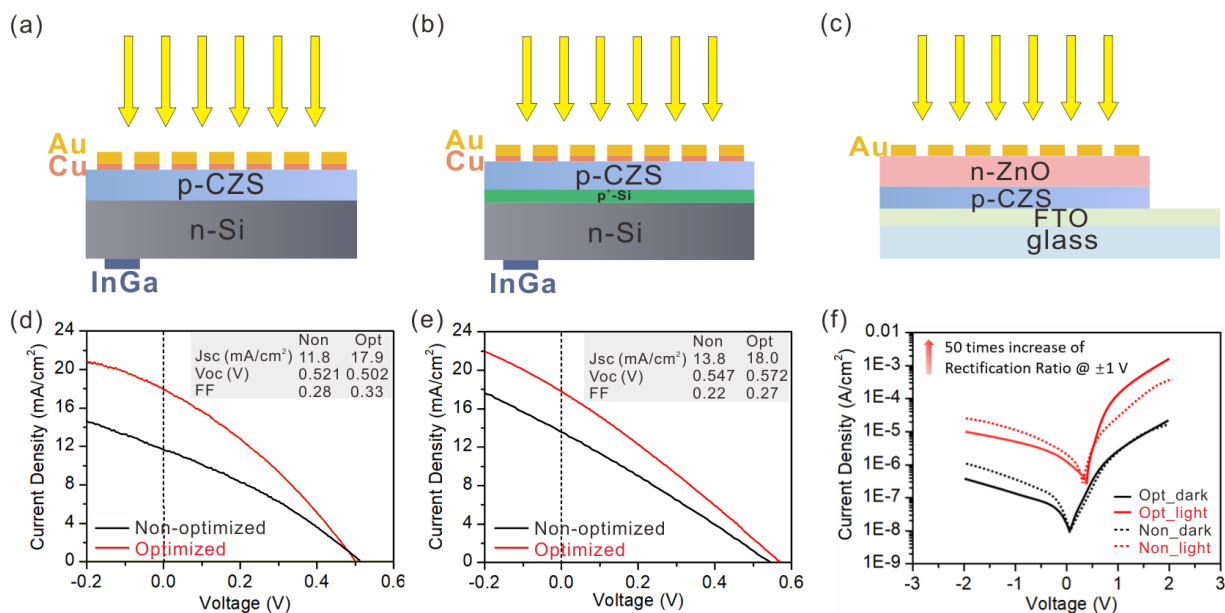 (a)
Au
Cu
p-CZS
n-Si
InGa
(b)
Au
Cu
p-CZS
p⁺-Si
n-Si
InGa
(c)
Au
n-ZnO
p-CZS
FTO
glass
(d)
Current Density (mA/cm²)
24
20
16
12
8
4
0
Non Opt
Jsc (mA/cm²) 11.8 17.9
Voc (V) 0.521 0.502
FF 0.28 0.33
Non-optimized
Optimized
-0.2 0.0 0.2 0.4 0.6
Voltage (V)
(e)
Current Density (mA/cm²)
24
20
16
12
8
4
0
Non Opt
Jsc (mA/cm²) 13.8 18.0
Voc (V) 0.547 0.572
FF 0.22 0.27
Non-optimized
Optimized
-0.2 0.0 0.2 0.4 0.6
Voltage (V)
(f)
Current Density (A/cm²)
0.01
1E-3
1E-4
1E-5
1E-6
1E-7
1E-8
1E-9
50 times increase of
Rectification Ratio @ ±1 V
Opt_dark
Opt_light
Non_dark
Non_light
-3 -2 -1 0 1 2 3
Voltage (V)